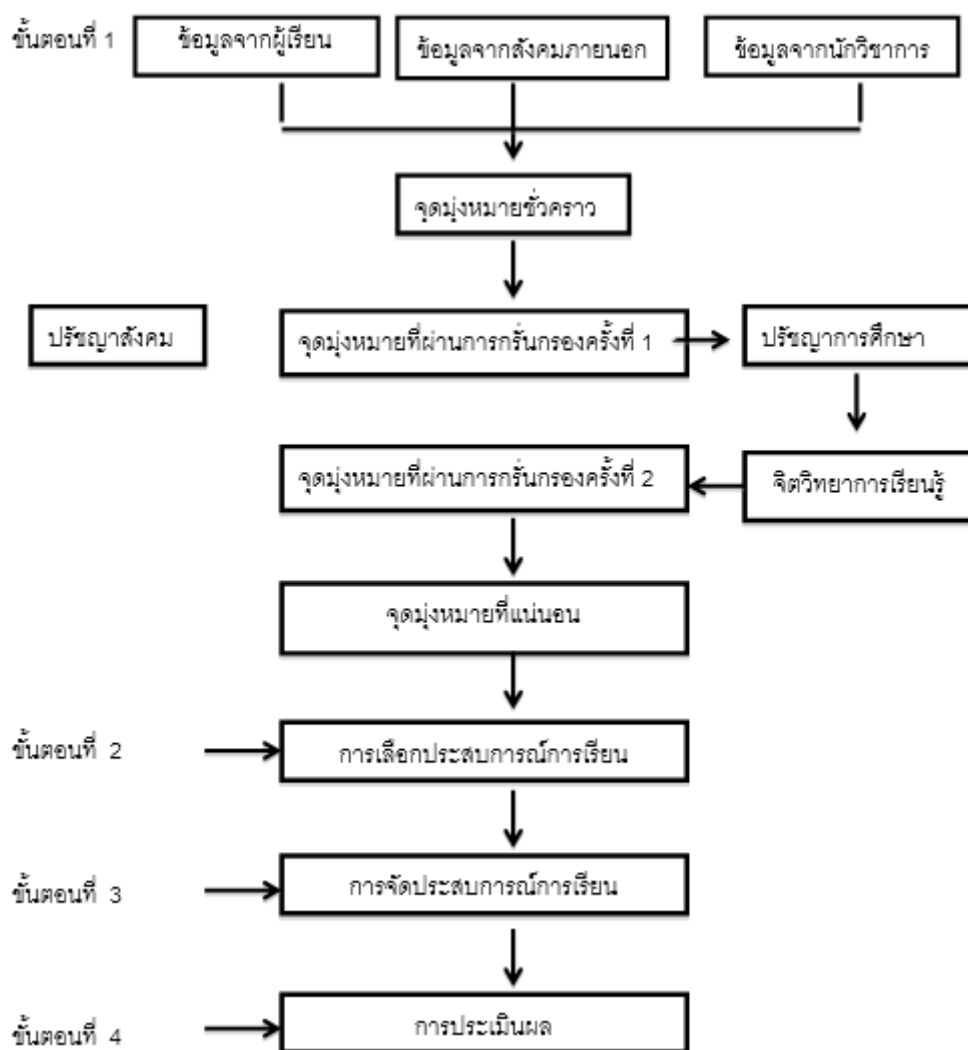 ขั้นตอนที่ 1
ข้อมูลจากผู้เรียน
ข้อมูลจากสังคมภายนอก
ข้อมูลจากนักวิชาการ
จุดมุ่งหมายชั่วคราว
ปรัชญาสังคม
จุดมุ่งหมายที่ผ่านการกรั่นกรองครั้งที่ 1
ปรัชญาการศึกษา
จุดมุ่งหมายที่ผ่านการกรั่นกรองครั้งที่ 2
จิตวิทยาการเรียนรู้
จุดมุ่งหมายที่แน่นอน
ขั้นตอนที่ 2
การเลือกประสบการณ์การเรียน
ขั้นตอนที่ 3
การจัดประสบการณ์การเรียน
ขั้นตอนที่ 4
การประเมินผล